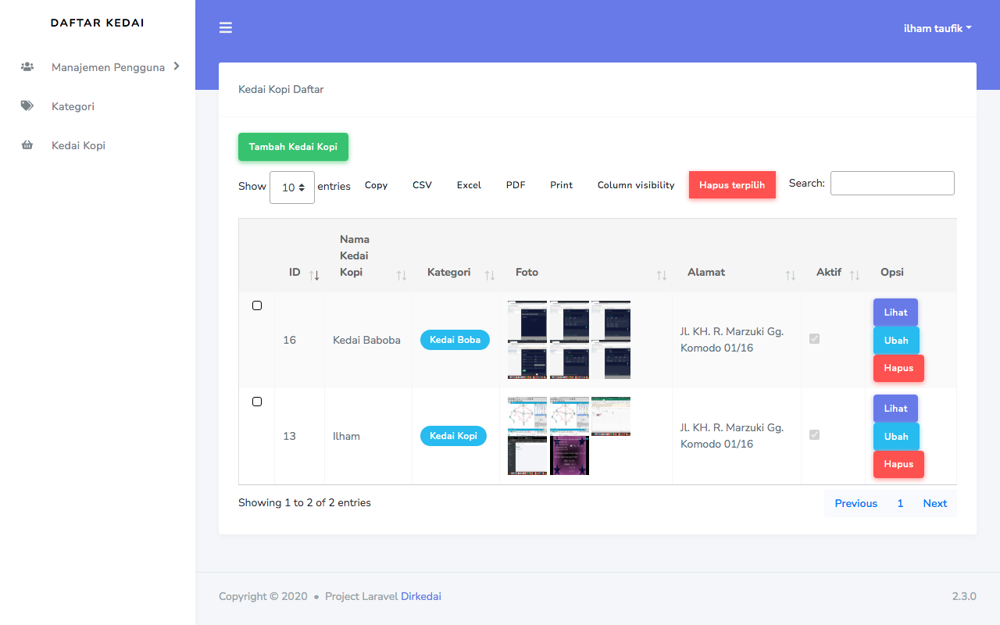 DAFTAR KEDAI
ilham taufik
Manajemen Pengguna
Kategori
Kedai Kopi
Kedai Kopi Daftar
Tambah Kedai Kopi
Show 10 entries Copy CSV Excel PDF Print Column visibility Hapus terpilih Search:
ID Nama Kedai Kopi Kategori Foto Alamat Aktif Opsi
16 Kedai Baboba Kedai Boba Jl. KH. R. Marzuki Gg.
Komodo 01/16
Lihat
Ubah
Hapus
13 Ilham Kedai Kopi Jl. KH. R. Marzuki Gg.
Komodo 01/16
Lihat
Ubah
Hapus
Showing 1 to 2 of 2 entries Previous 1 Next
Copyright © 2020 • Project Laravel Dirkedai 2.3.0